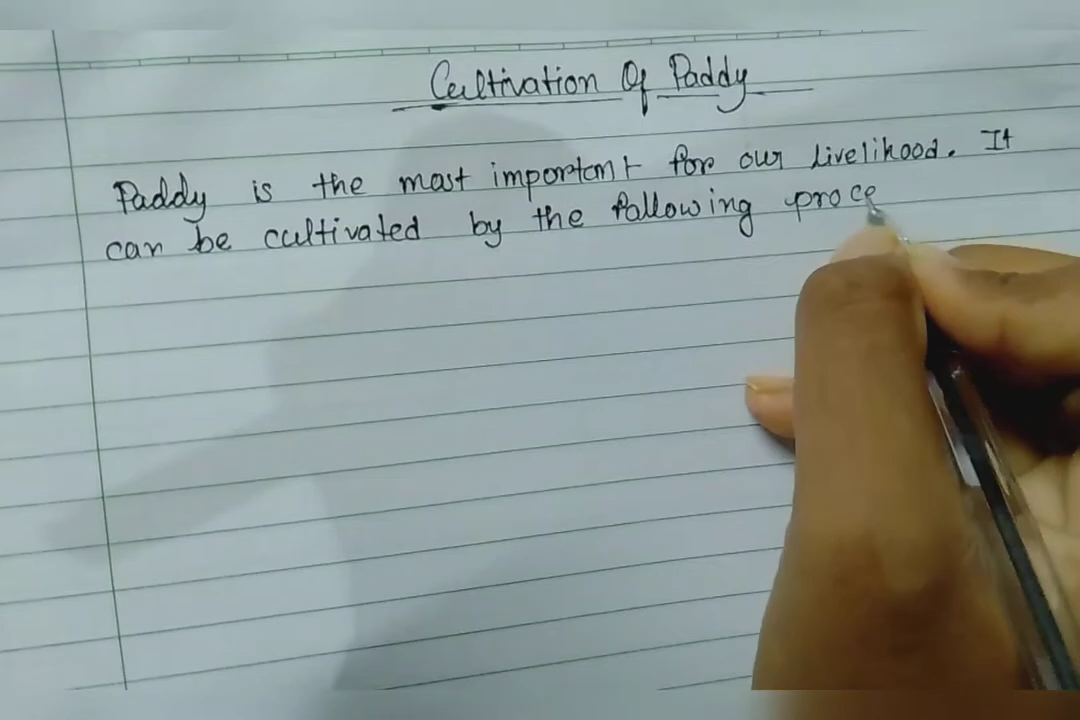 Cultivation Of Paddy
Paddy is the most important for our livelihood. It
can be cultivated by the following proce